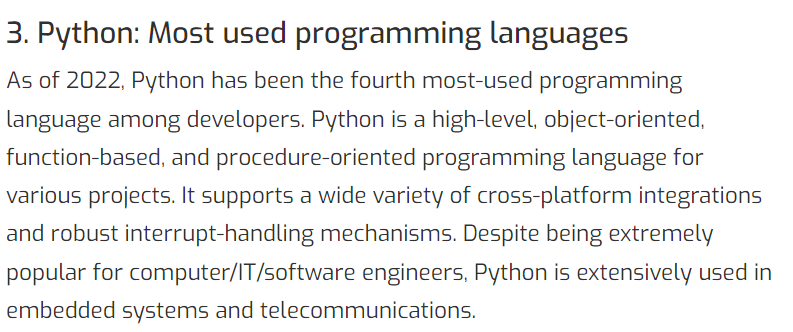 3. Python: Most used programming languages
As of 2022, Python has been the fourth most-used programming
language among developers. Python is a high-level, object-oriented,
function-based, and procedure-oriented programming language for
various projects. It supports a wide variety of cross-platform integrations
and robust interrupt-handling mechanisms. Despite being extremely
popular for computer/IT/software engineers, Python is extensively used in
embedded systems and telecommunications.